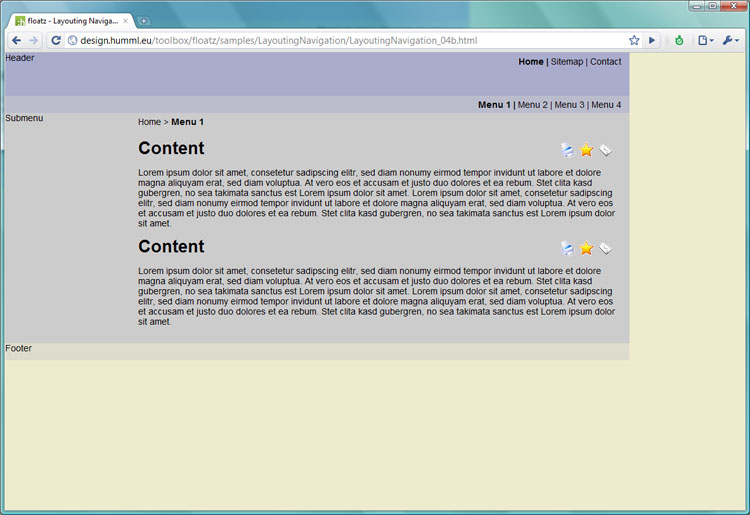 floatz - Layouting Naviga...
design.humml.eu/toolbox/floatz/samples/LayoutingNavigation/LayoutingNavigation_04b.html
Header
Home | Sitemap | Contact
Menu 1 | Menu 2 | Menu 3 | Menu 4
Submenu
Home > Menu 1
Content
Lorem ipsum dolor sit amet, consetetur sadipscing elitr, sed diam nonumy eirmod tempor invidunt ut labore et dolore
magna aliquyam erat, sed diam voluptua. At vero eos et accusam et justo duo dolores et ea rebum. Stet clita kasd
gubergren, no sea takimata sanctus est Lorem ipsum dolor sit amet. Lorem ipsum dolor sit amet, consetetur sadipscing
elitr, sed diam nonumy eirmod tempor invidunt ut labore et dolore magna aliquyam erat, sed diam voluptua. At vero eos
et accusam et justo duo dolores et ea rebum. Stet clita kasd gubergren, no sea takimata sanctus est Lorem ipsum dolor
sit amet.
Content
Lorem ipsum dolor sit amet, consetetur sadipscing elitr, sed diam nonumy eirmod tempor invidunt ut labore et dolore
magna aliquyam erat, sed diam voluptua. At vero eos et accusam et justo duo dolores et ea rebum. Stet clita kasd
gubergren, no sea takimata sanctus est Lorem ipsum dolor sit amet. Lorem ipsum dolor sit amet, consetetur sadipscing
elitr, sed diam nonumy eirmod tempor invidunt ut labore et dolore magna aliquyam erat, sed diam voluptua. At vero eos
et accusam et justo duo dolores et ea rebum. Stet clita kasd gubergren, no sea takimata sanctus est Lorem ipsum dolor
sit amet.
Footer